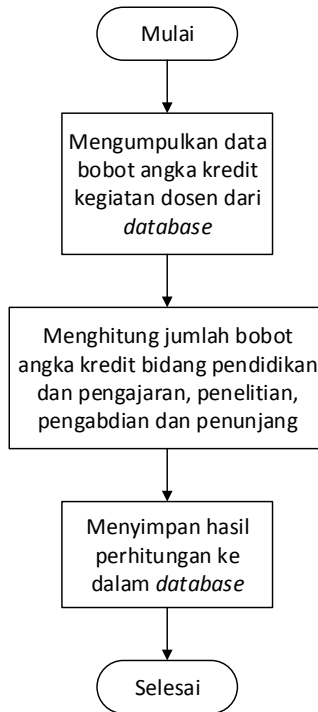 Mulai
Mengumpulkan data
bobot angka kredit
kegiatan dosen dari
database
Menghitung jumlah bobot
angka kredit bidang pendidikan
dan pengajaran, penelitian,
pengabdian dan penunjang
Menyimpan hasil
perhitungan ke
dalam database
Selesai